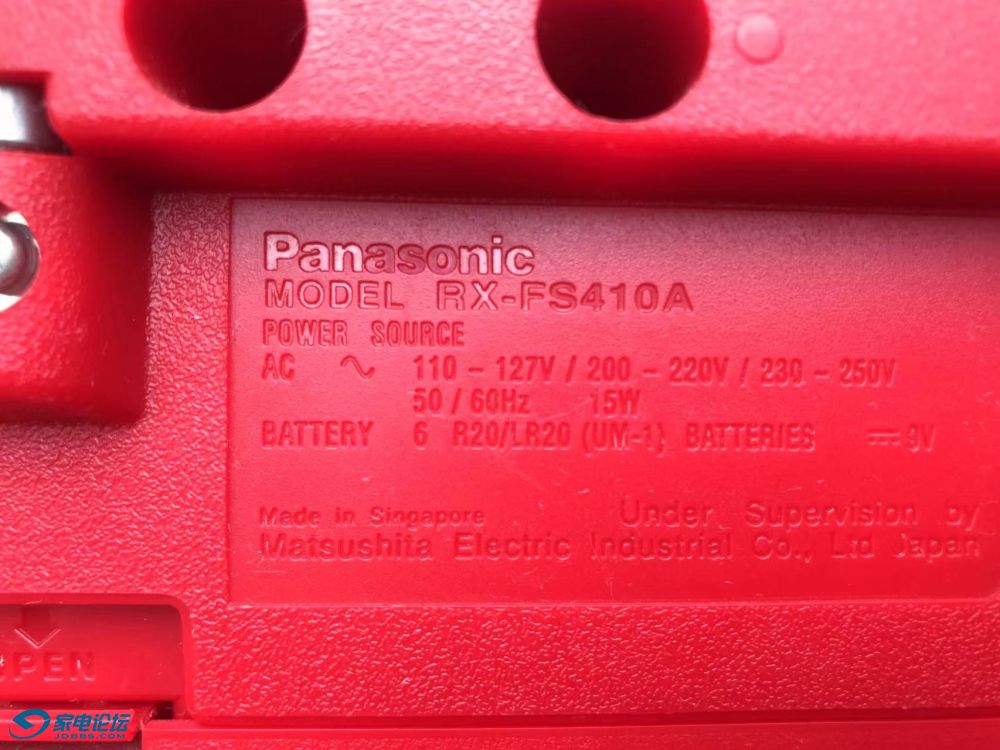 Panasonic
MODEL RX-FS410A
POWER SOURCE
AC ∿ 110 – 127V / 200 – 220V / 230 – 250V
50 / 60Hz 15W
BATTERY 6 R20/LR20 (UM-1) BATTERIES ⎓ 9V
Made in Singapore Under Supervision by
Matsushita Electric Industrial Co., Ltd Japan
OPEN
家电论坛
JDBBS.COM